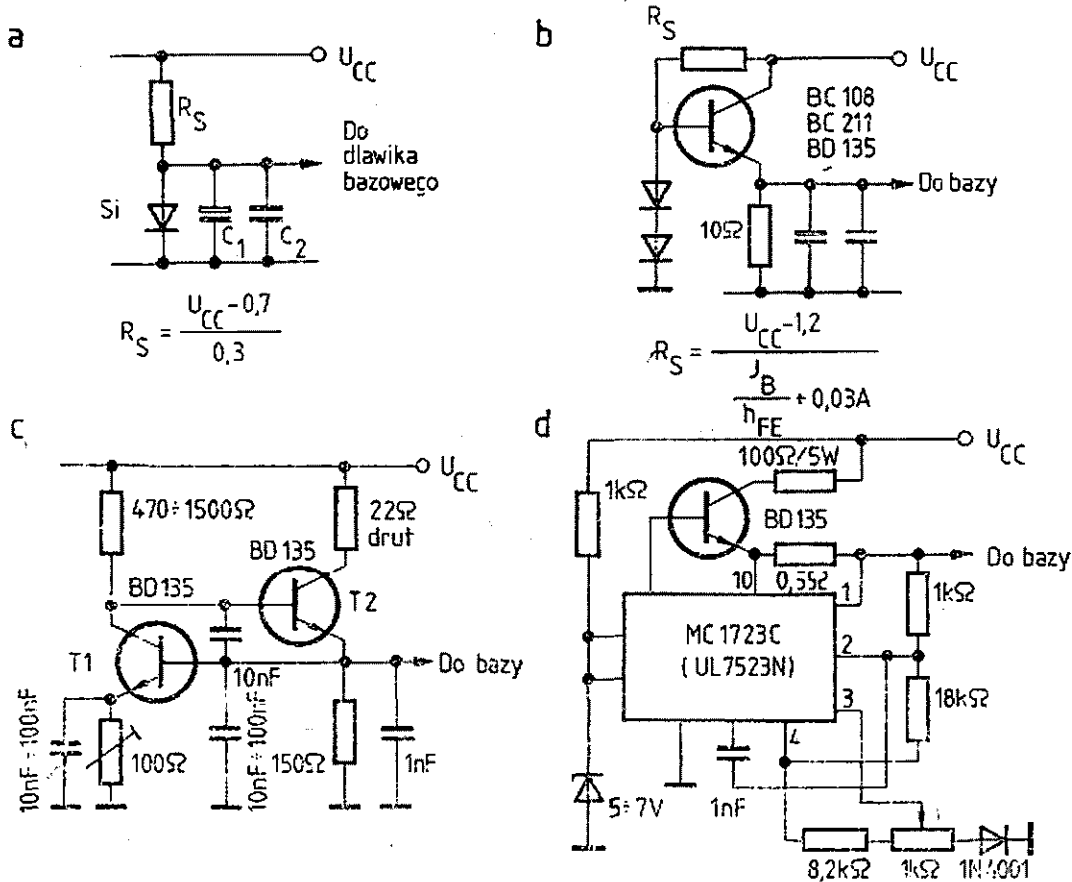 a
U_CC
R_S
Do
dławika
bazowego
Si
C_1
C_2
R_S = (U_CC - 0,7) / 0,3
b
R_S
U_CC
BC 108
BC 211
BD 135
Do bazy
10Ω
R_S = (U_CC - 1,2) / (J_B / h_FE + 0,03A)
c
U_CC
470÷1500Ω
22Ω
drut
BD 135
BD 135
T2
T1
Do bazy
10nF
10nF÷100nF
100Ω
10nF÷100nF
150Ω
1nF
d
U_CC
100Ω/5W
1kΩ
BD 135
Do bazy
10
0,5Ω
1
1kΩ
MC 1723C
(UL7523N)
2
3
18kΩ
4
5÷7V
1nF
8,2kΩ
1kΩ
1N4001